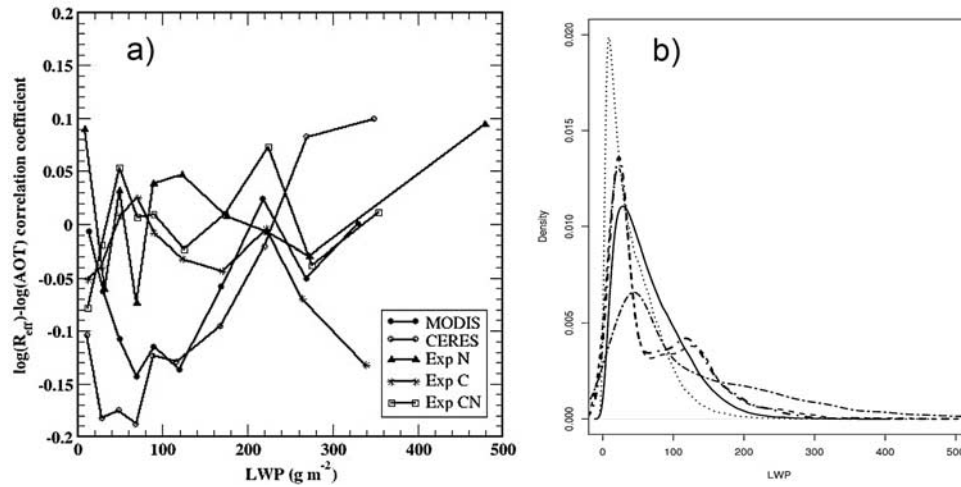 a)
0.2
0.15
0.1
0.05
0
-0.05
-0.1
-0.15
-0.2
log(R_eff)-log(AOT) correlation coefficient
0 100 200 300 400 500
LWP (g m⁻²)
MODIS
CERES
Exp N
Exp C
Exp CN
b)
0.020
0.015
0.010
0.005
0.000
Density
0 100 200 300 400 500
LWP